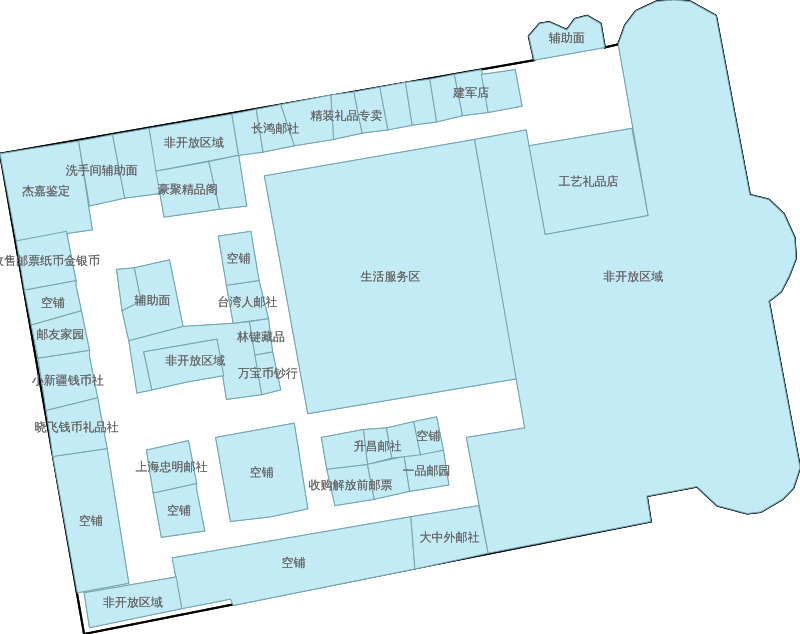 辅助面
建军店
精装礼品专卖
长鸿邮社
非开放区域
洗手间辅助面
豪聚精品阁
杰嘉鉴定
工艺礼品店
收售邮票纸币金银币
空铺
生活服务区
非开放区域
空铺
辅助面
台湾人邮社
邮友家园
林键藏品
非开放区域
小新疆钱币社
万宝币钞行
晓飞钱币礼品社
升昌邮社
空铺
上海忠明邮社
空铺
收购解放前邮票
一品邮园
空铺
空铺
大中外邮社
空铺
非开放区域